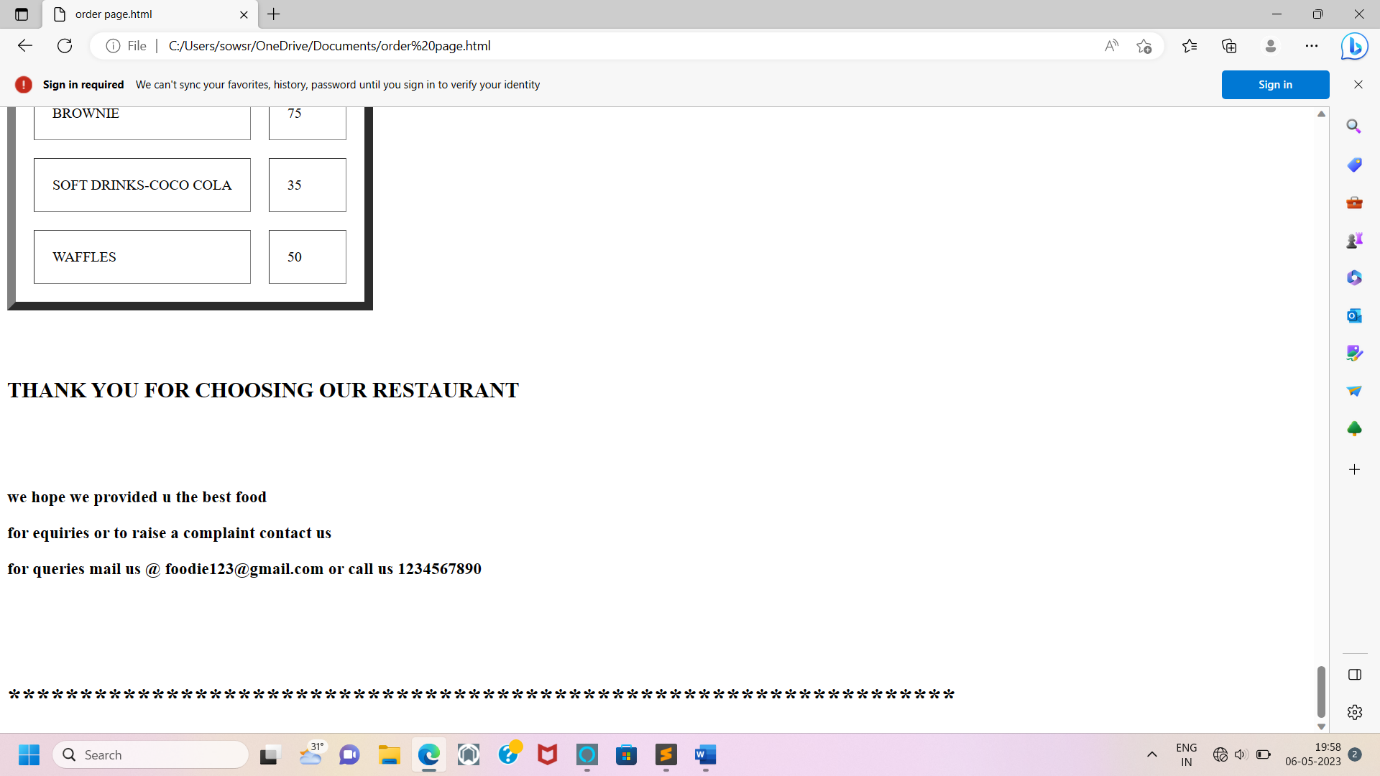 order page.html
File | C:/Users/sowsr/OneDrive/Documents/order%20page.html
Sign in required We can't sync your favorites, history, password until you sign in to verify your identity Sign in
BROWNIE 75
SOFT DRINKS-COCO COLA 35
WAFFLES 50
THANK YOU FOR CHOOSING OUR RESTAURANT
we hope we provided u the best food
for equiries or to raise a complaint contact us
for queries mail us @ foodie123@gmail.com or call us 1234567890
******************************************************************
31°
Search
ENG
IN
19:58
06-05-2023
2